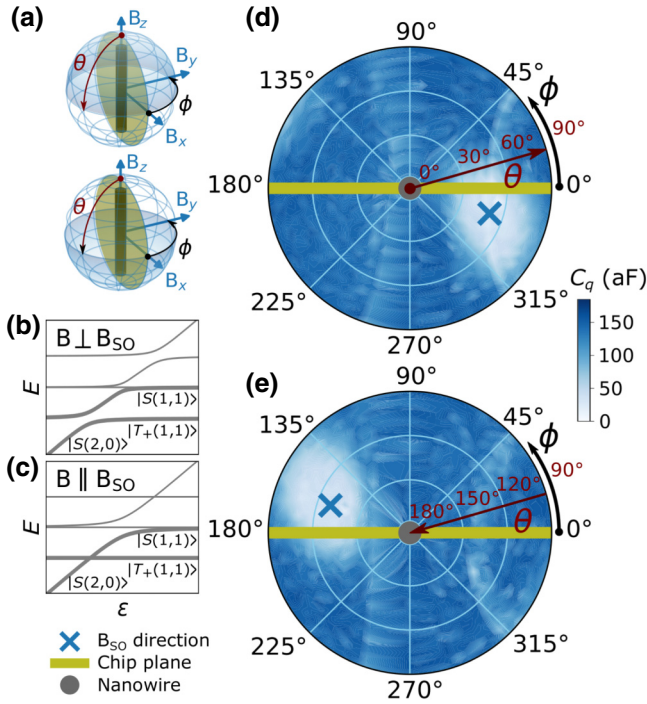 (a)
B_z
θ
B_y
ϕ
B_x
B_z
θ
B_y
ϕ
B_x
(b)
B ⊥ B_SO
E
|S(1,1)⟩
|T_+(1,1)⟩
|S(2,0)⟩
(c)
B ∥ B_SO
E
|S(1,1)⟩
|T_+(1,1)⟩
|S(2,0)⟩
ε
B_SO direction
Chip plane
Nanowire
(d)
90°
135°
45°
ϕ
90°
60°
30°
0°
θ
180°
0°
225°
315°
270°
C_q (aF)
150
100
50
0
(e)
90°
135°
45°
ϕ
90°
120°
150°
180°
θ
180°
0°
225°
315°
270°